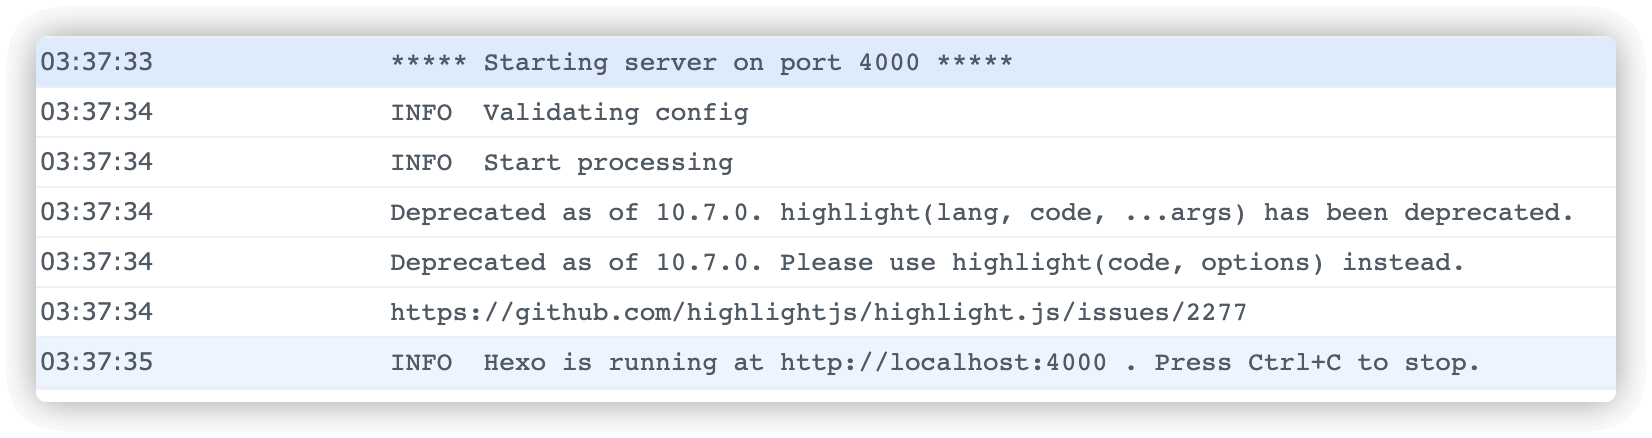 03:37:33 ***** Starting server on port 4000 *****
03:37:34 INFO  Validating config
03:37:34 INFO  Start processing
03:37:34 Deprecated as of 10.7.0. highlight(lang, code, ...args) has been deprecated.
03:37:34 Deprecated as of 10.7.0. Please use highlight(code, options) instead.
03:37:34 https://github.com/highlightjs/highlight.js/issues/2277
03:37:35 INFO  Hexo is running at http://localhost:4000 . Press Ctrl+C to stop.